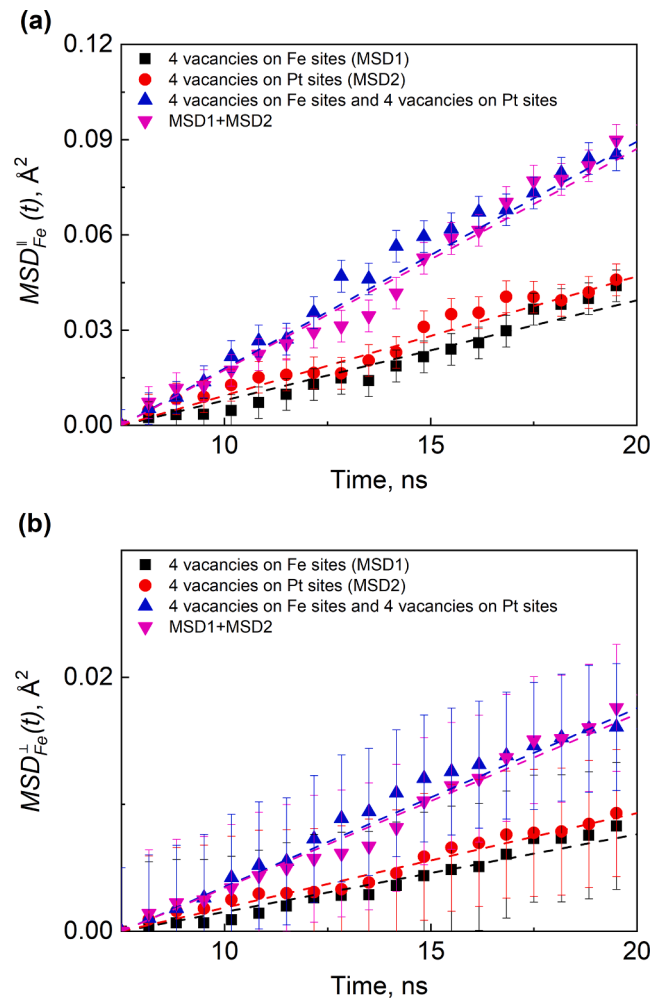 (a)
0.12
0.09
0.06
0.03
0.00
MSD∥Fe (t), Å2
4 vacancies on Fe sites (MSD1)
4 vacancies on Pt sites (MSD2)
4 vacancies on Fe sites and 4 vacancies on Pt sites
MSD1+MSD2
10 15 20
Time, ns
(b)
0.02
0.00
MSD⊥Fe(t), Å2
4 vacancies on Fe sites (MSD1)
4 vacancies on Pt sites (MSD2)
4 vacancies on Fe sites and 4 vacancies on Pt sites
MSD1+MSD2
10 15 20
Time, ns